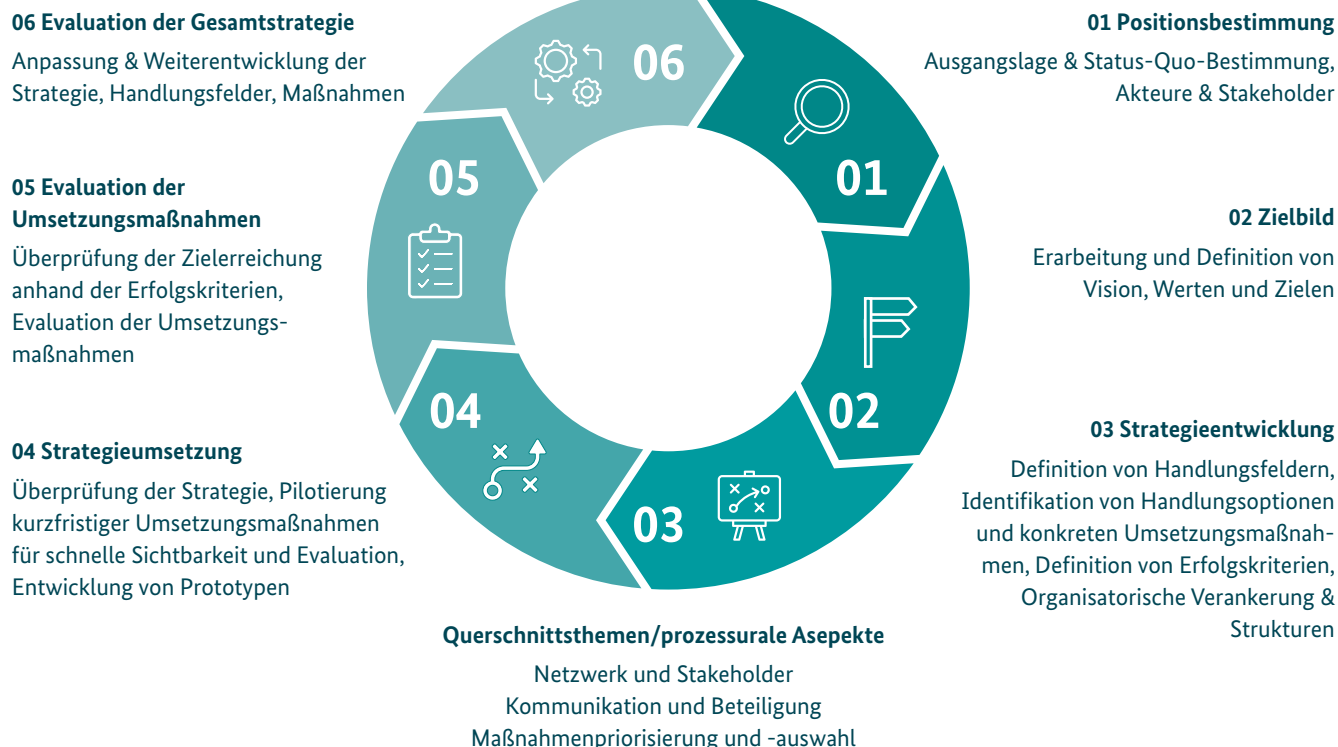 06 Evaluation der Gesamtstrategie
Anpassung & Weiterentwicklung der
Strategie, Handlungsfelder, Maßnahmen
05 Evaluation der
Umsetzungsmaßnahmen
Überprüfung der Zielerreichung
anhand der Erfolgskriterien,
Evaluation der Umsetzungs-
maßnahmen
04 Strategieumsetzung
Überprüfung der Strategie, Pilotierung
kurzfristiger Umsetzungsmaßnahmen
für schnelle Sichtbarkeit und Evaluation,
Entwicklung von Prototypen
06
05
04
01
02
03
01 Positionsbestimmung
Ausgangslage & Status-Quo-Bestimmung,
Akteure & Stakeholder
02 Zielbild
Erarbeitung und Definition von
Vision, Werten und Zielen
03 Strategieentwicklung
Definition von Handlungsfeldern,
Identifikation von Handlungsoptionen
und konkreten Umsetzungsmaßnah-
men, Definition von Erfolgskriterien,
Organisatorische Verankerung &
Strukturen
Querschnittsthemen/prozessurale Asepekte
Netzwerk und Stakeholder
Kommunikation und Beteiligung
Maßnahmenpriorisierung und -auswahl